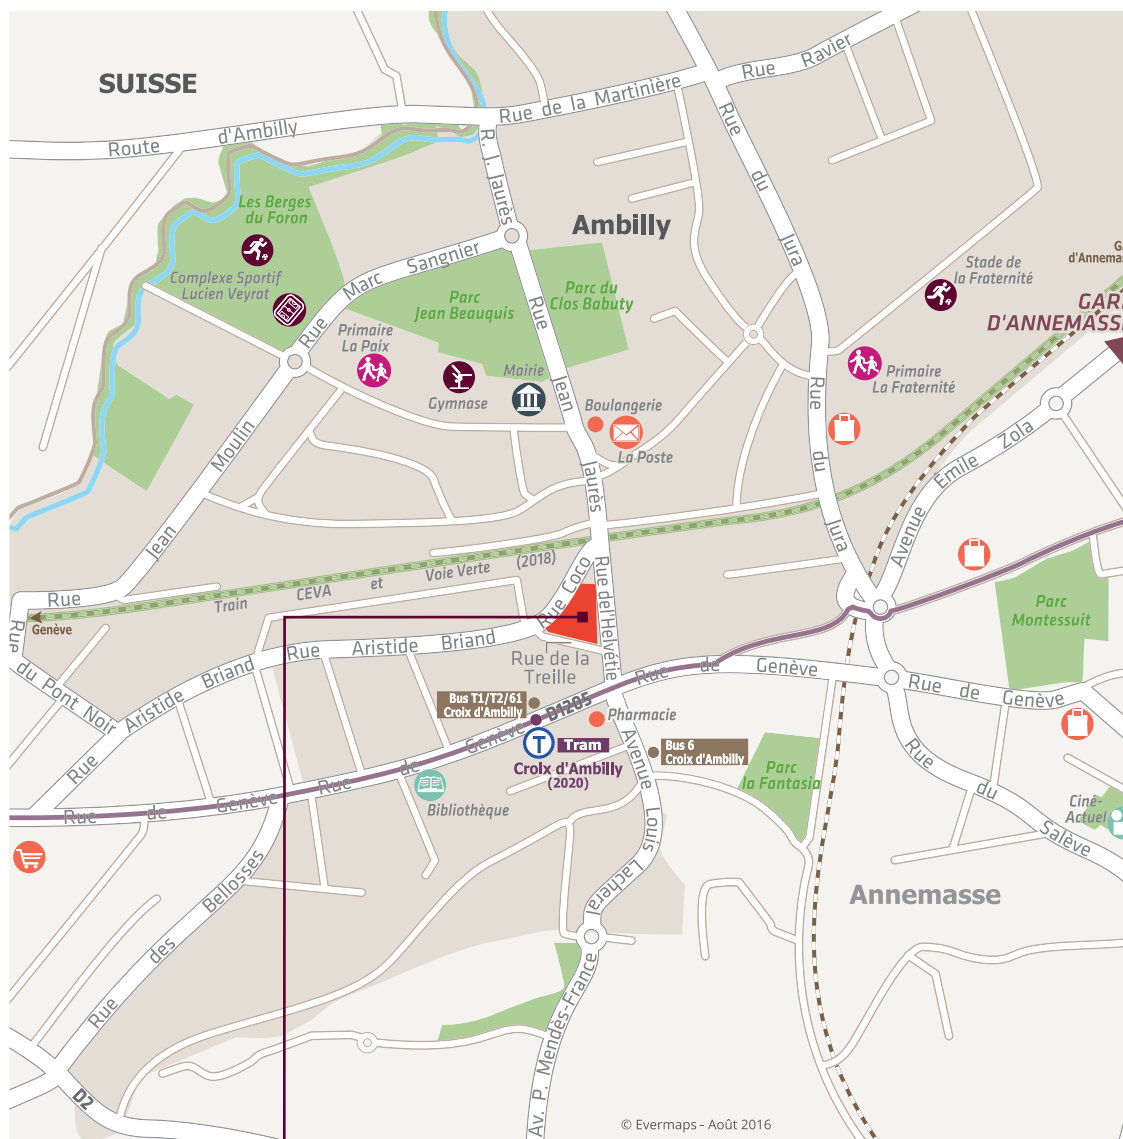 SUISSE
Route d'Ambilly
Rue de la Martinière
Rue Ravier
R. J. Jaurès
Rue du Jura
Les Berges
du Foron
Ambilly
Complexe Sportif
Lucien Veyrat
Rue Marc Sangnier
Parc
Jean Beauquis
Parc du
Clos Babuty
Stade de
la Fraternité
d'Annemas
GAR
D'ANNEMASSE
Primaire
La Paix
Gymnase
Mairie
Rue Jean Jaurès
Boulangerie
La Poste
Primaire
La Fraternité
Rue du Jura
Avenue Émile Zola
Rue Jean Moulin
Train CEVA et Voie Verte (2018)
Genève
Rue Coco
Rue de l'Helvétie
Parc
Montessuit
Rue du Pont Noir
Rue Aristide Briand
Rue Aristide Briand
Rue de la
Treille
Rue de Genève
Rue de Genève
Bus T1/T2/61
Croix d'Ambilly
D1205
Pharmacie
T
Tram
Croix d'Ambilly
(2020)
Bus 6
Croix d'Ambilly
Parc
la Fantasia
Rue de Genève
Rue de Genève
Bibliothèque
Avenue Louis Lacheral
Rue du Salève
Ciné-
Actuel
Annemasse
Rue des Bellosses
Av. P. Mendès-France
D2
© Evermaps - Août 2016